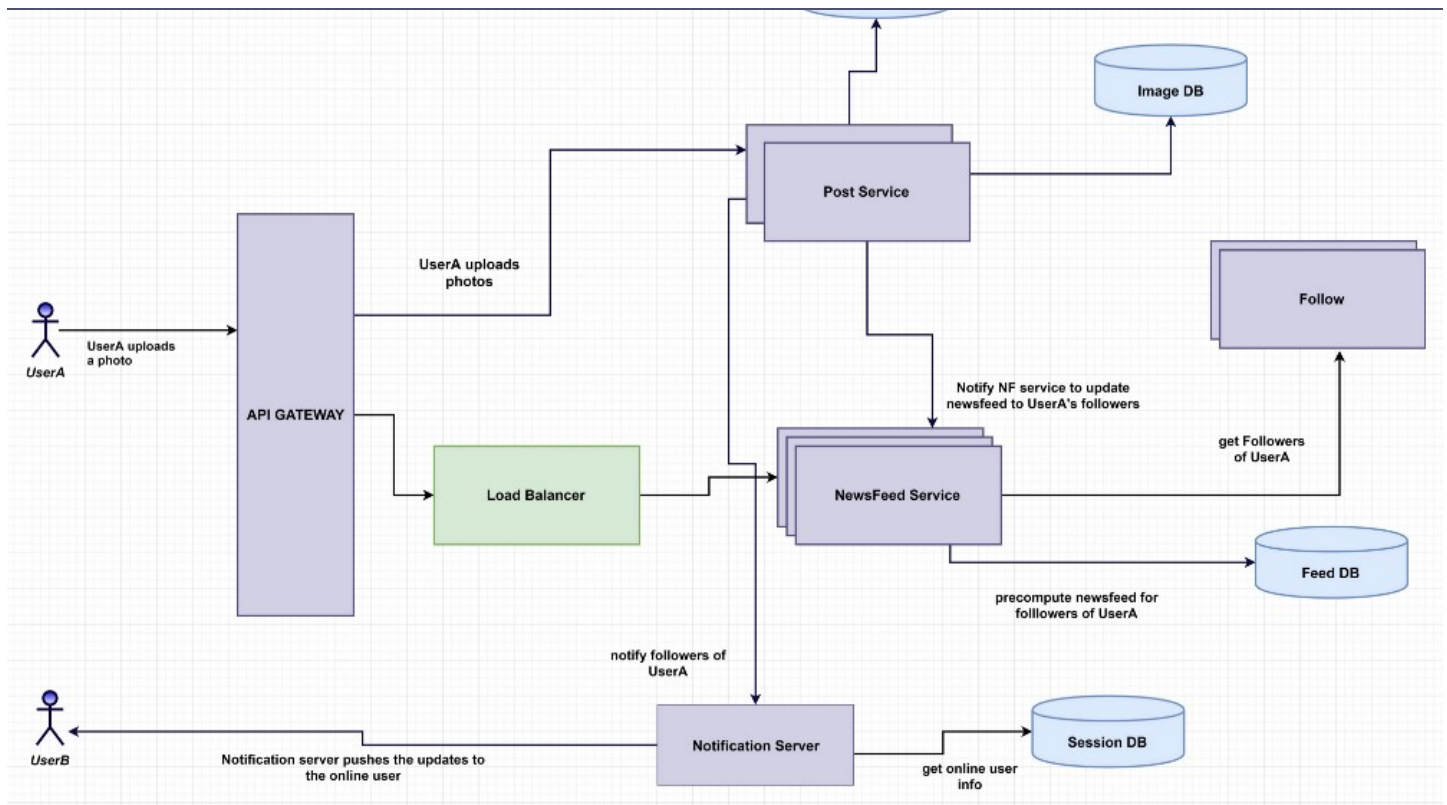 Image DB
Post Service
UserA uploads
photos
Follow
UserA uploads
a photo
UserA
API GATEWAY
Notify NF service to update
newsfeed to UserA's followers
get Followers
of UserA
Load Balancer
NewsFeed Service
Feed DB
precompute newsfeed for
folllowers of UserA
notify followers of
UserA
UserB
Notification server pushes the updates to
the online user
Notification Server
get online user
info
Session DB